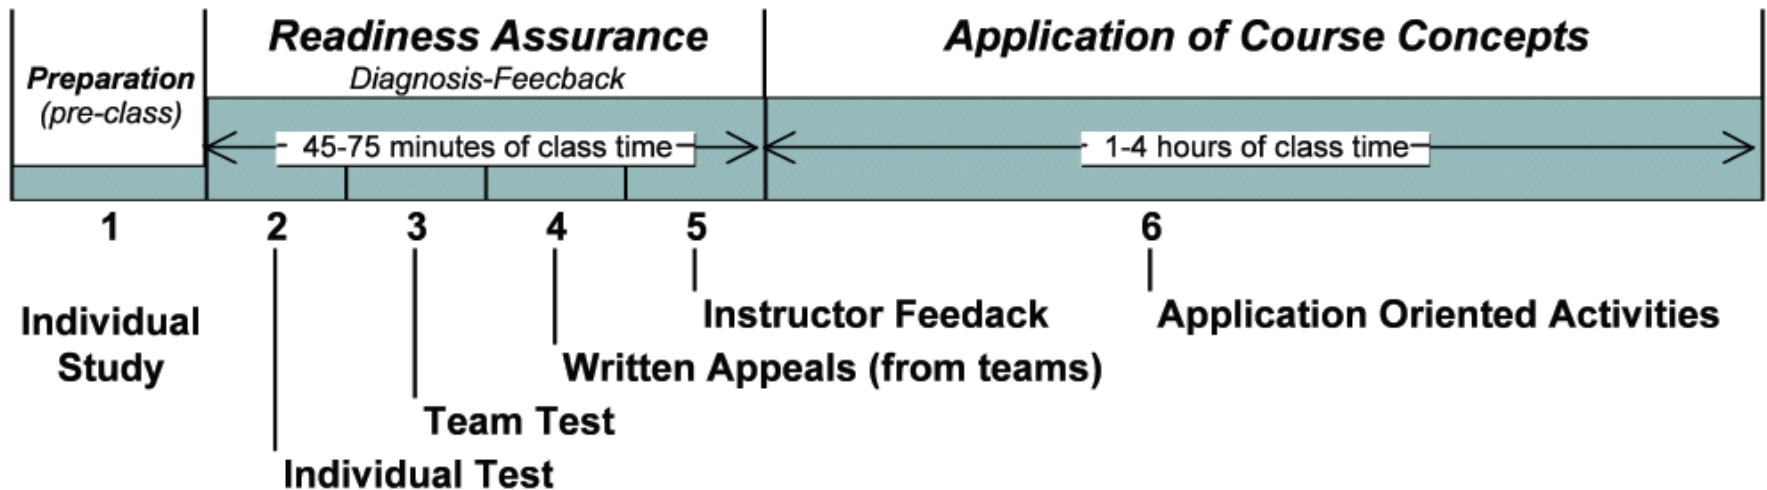 Preparation
(pre-class)
Readiness Assurance
Diagnosis-Feecback
Application of Course Concepts
45-75 minutes of class time
1-4 hours of class time
1
2
3
4
5
6
Individual
Study
Instructor Feedack
Application Oriented Activities
Written Appeals (from teams)
Team Test
Individual Test